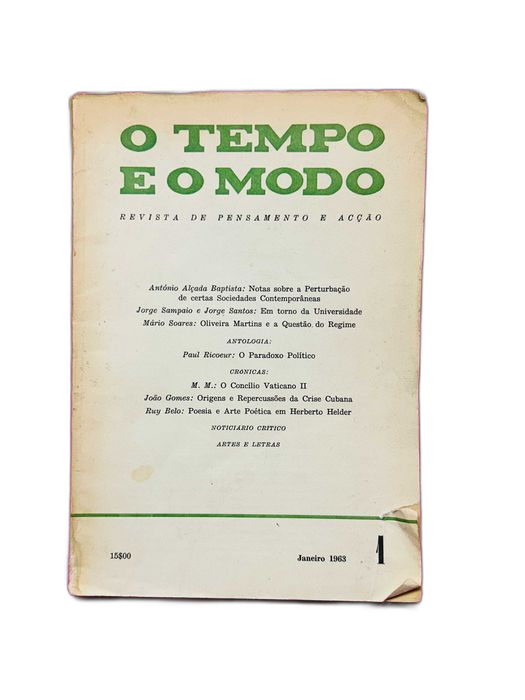 O TEMPO
E O MODO
REVISTA DE PENSAMENTO E ACÇÃO
António Alçada Baptista: Notas sobre a Perturbação
de certas Sociedades Contemporâneas
Jorge Sampaio e Jorge Santos: Em torno da Universidade
Mário Soares: Oliveira Martins e a Questão do Regime
ANTOLOGIA:
Paul Ricoeur: O Paradoxo Político
CRÓNICAS:
M. M.: O Concílio Vaticano II
João Gomes: Origens e Repercussões da Crise Cubana
Ruy Belo: Poesia e Arte Poética em Herberto Helder
NOTICIÁRIO CRITICO
ARTES E LETRAS
15$00
Janeiro 1963
1